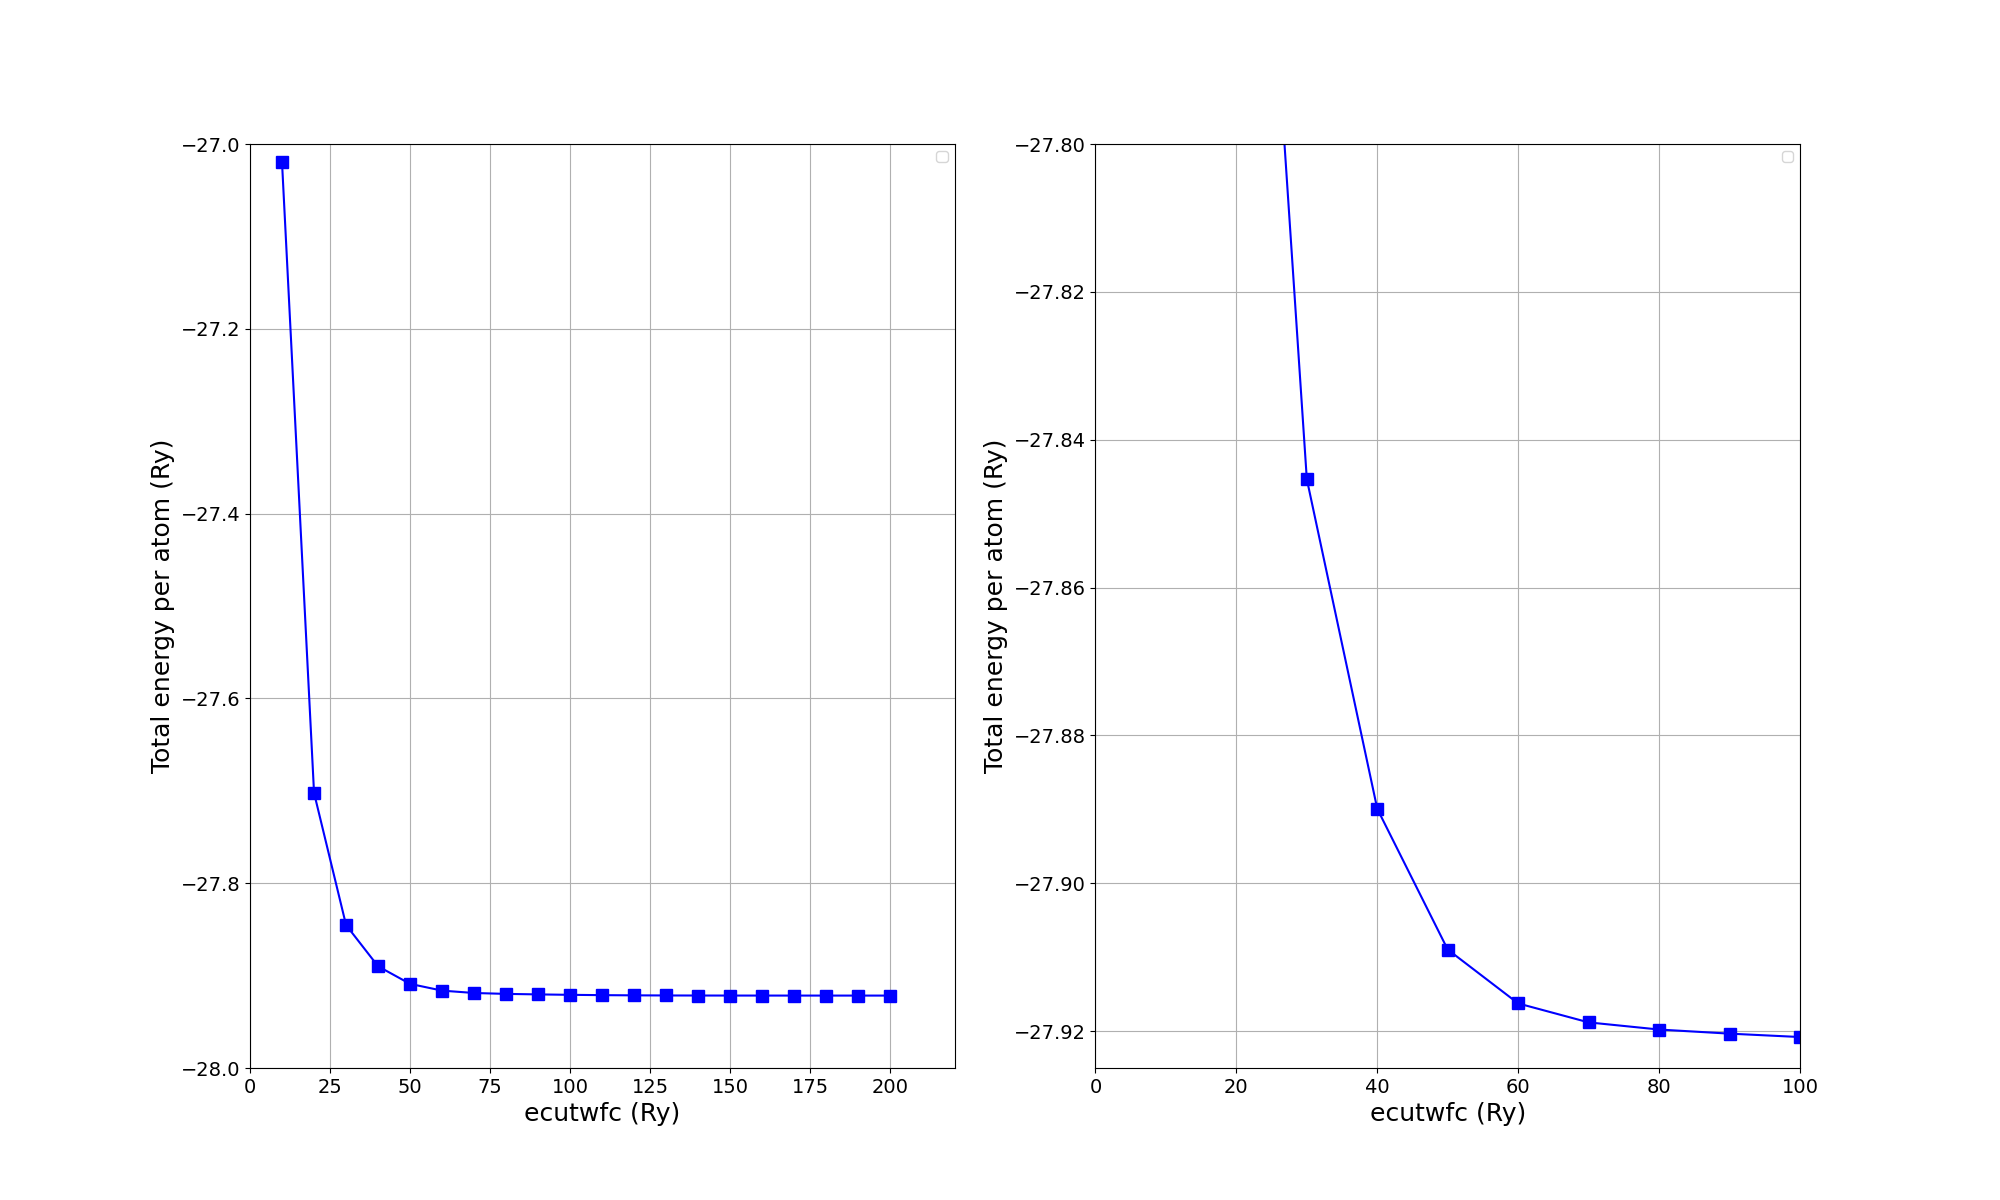 −27.0
−27.2
−27.4
−27.6
−27.8
−28.0
Total energy per atom (Ry)
0 25 50 75 100 125 150 175 200
ecutwfc (Ry)
−27.80
−27.82
−27.84
−27.86
−27.88
−27.90
−27.92
Total energy per atom (Ry)
0 20 40 60 80 100
ecutwfc (Ry)